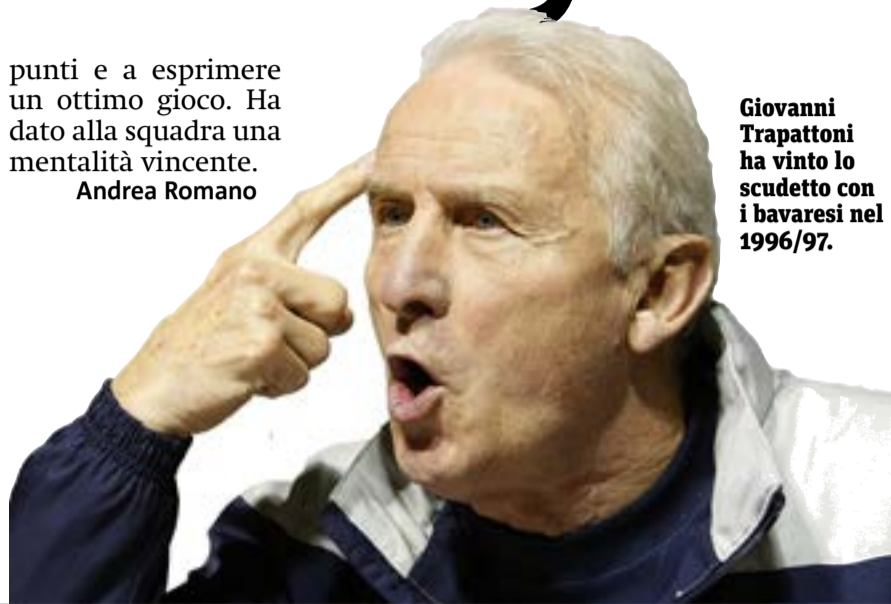 punti e a esprimere
un ottimo gioco. Ha
dato alla squadra una
mentalità vincente.
Andrea Romano
Giovanni
Trapattoni
ha vinto lo
scudetto con
i bavaresi nel
1996/97.